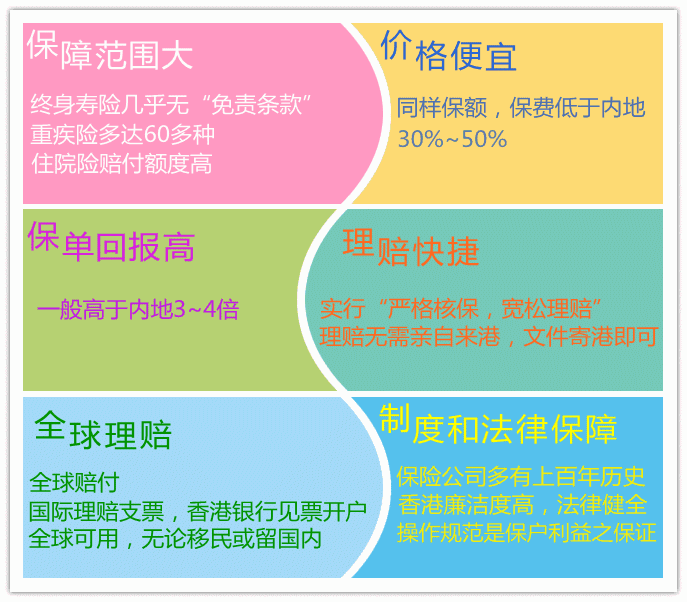 保障范围大
终身寿险几乎无“免责条款”
重疾险多达60多种
住院险赔付额度高
价格便宜
同样保额，保费低于内地
30%~50%
保单回报高
一般高于内地3~4倍
理赔快捷
实行“严格核保，宽松理赔”
理赔无需亲自来港，文件寄港即可
全球理赔
全球赔付
国际理赔支票，香港银行见票开户
全球可用，无论移民或留国内
制度和法律保障
保险公司多有上百年历史
香港廉洁度高，法律健全
操作规范是保户利益之保证